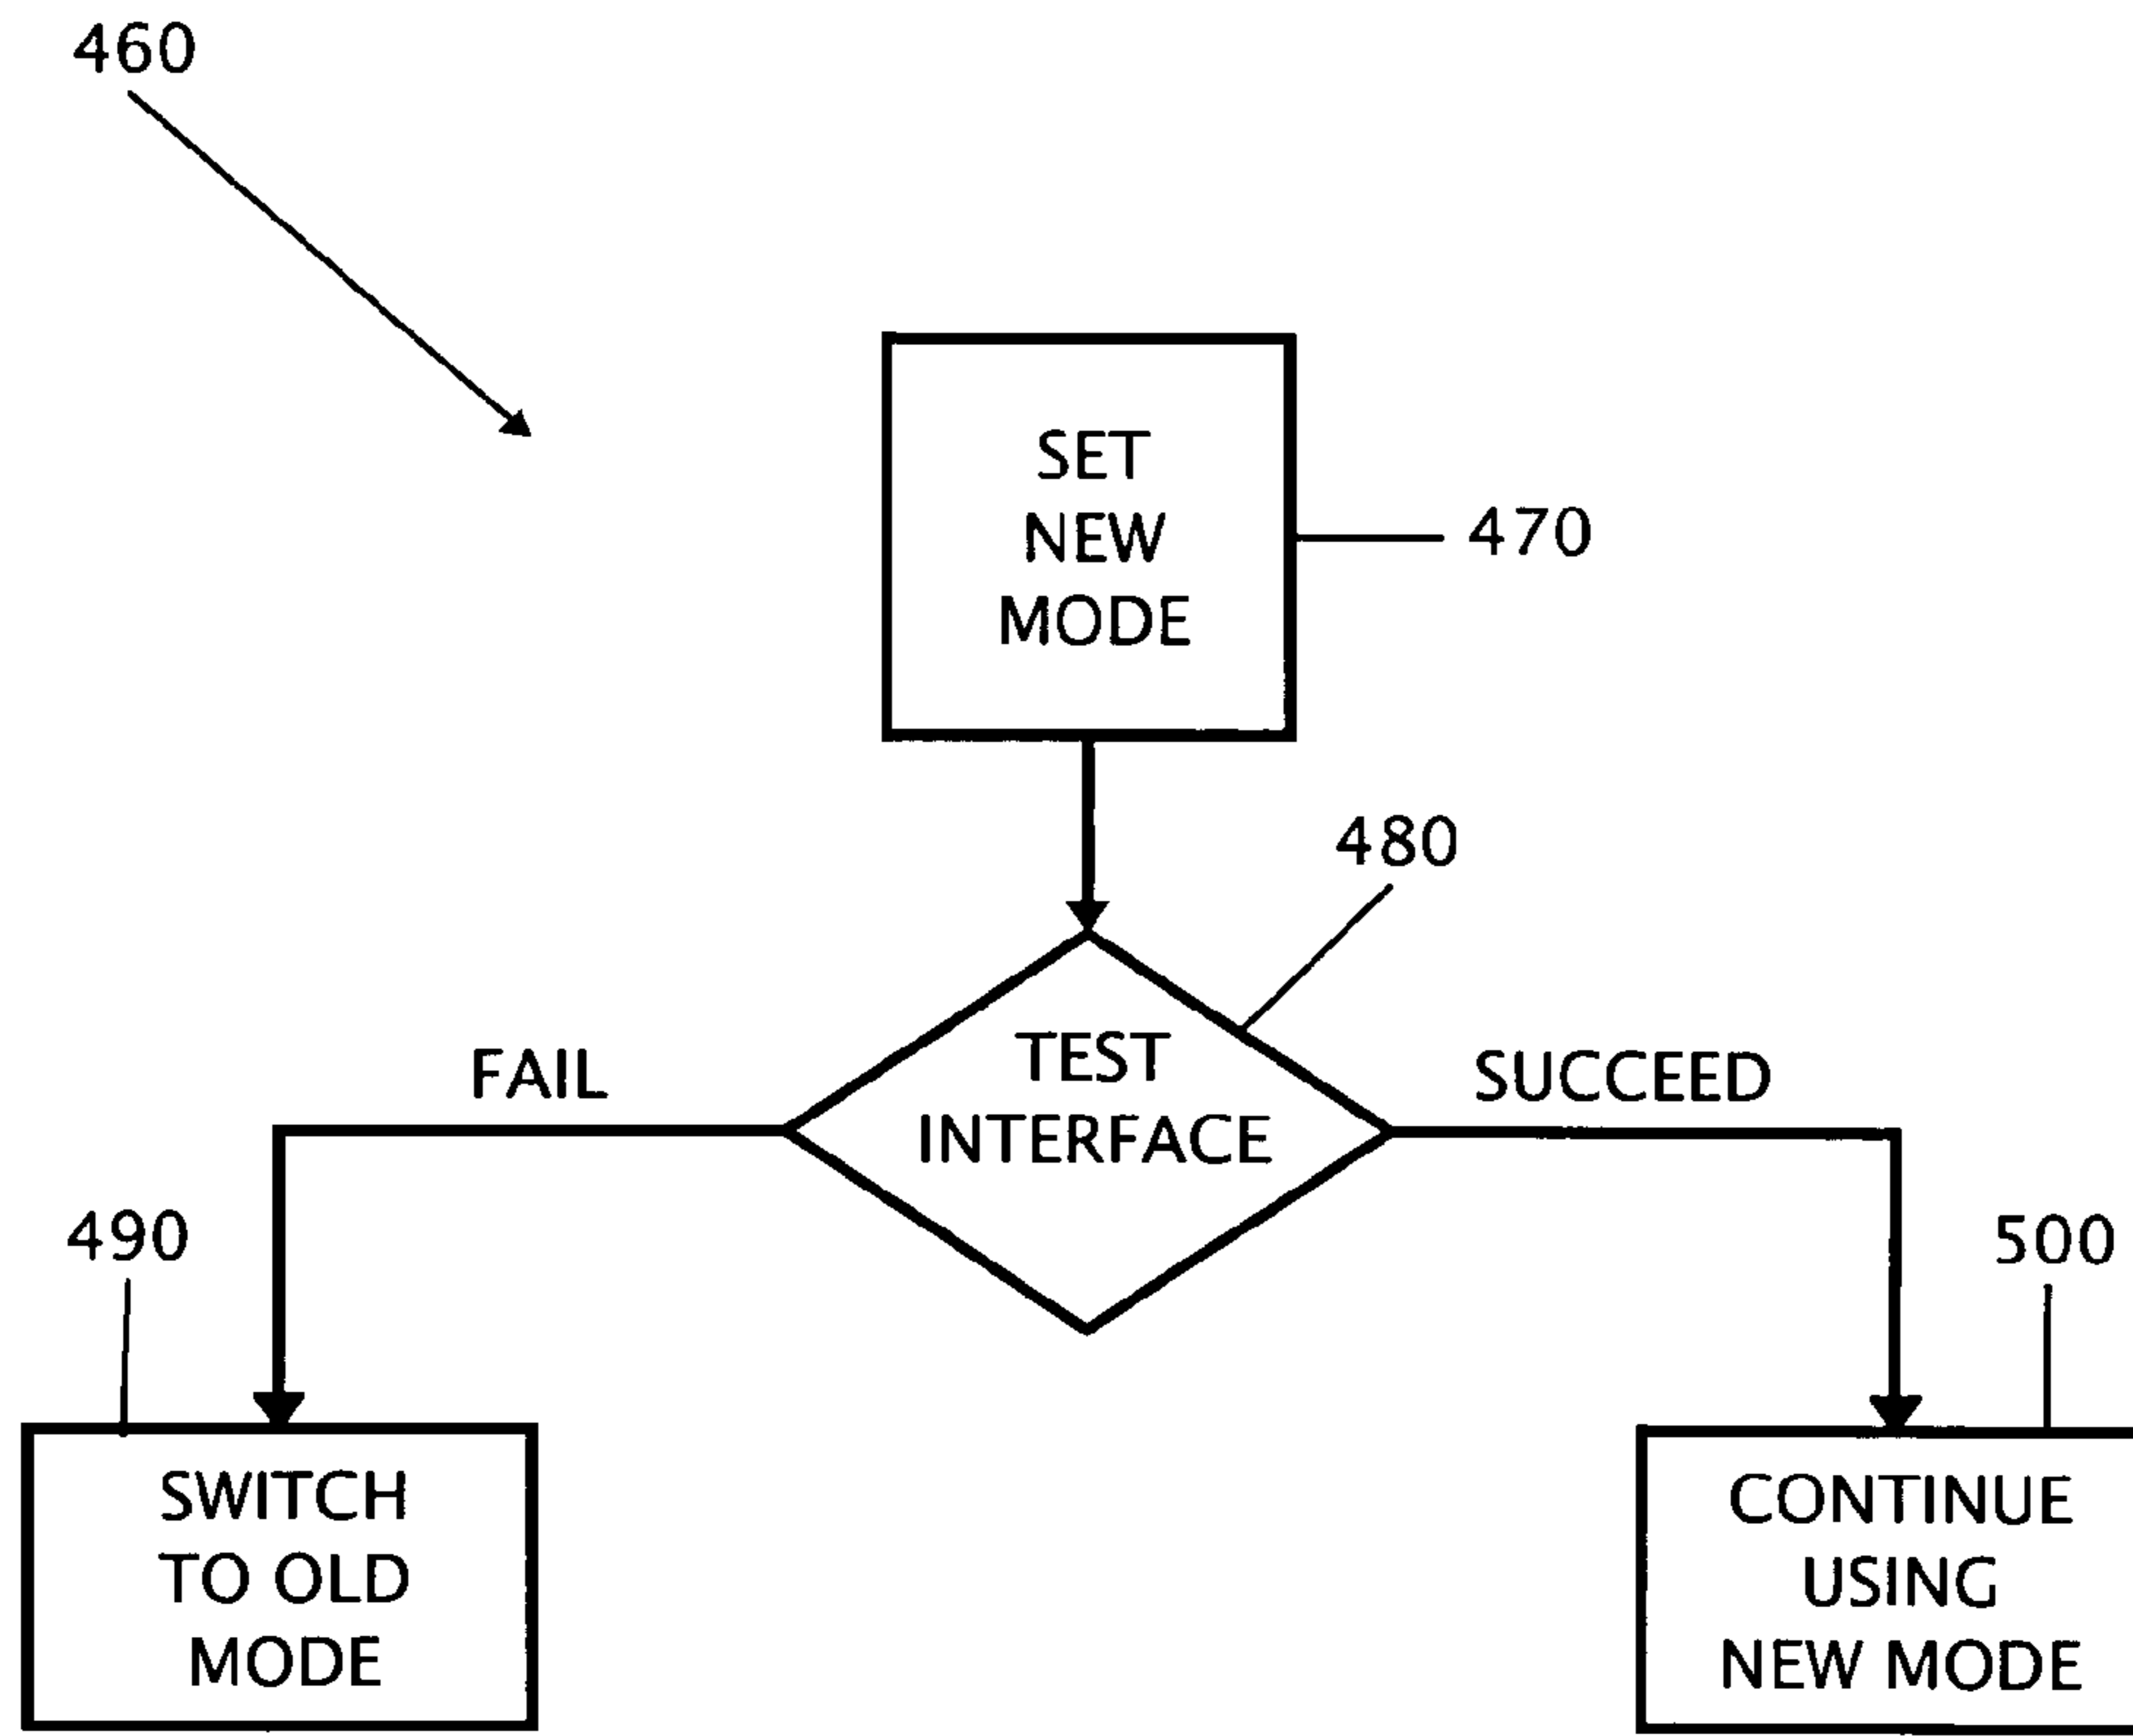 460
SET
NEW
MODE
470
480
TEST
INTERFACE
FAIL
SUCCEED
490
500
SWITCH
TO OLD
MODE
CONTINUE
USING
NEW MODE